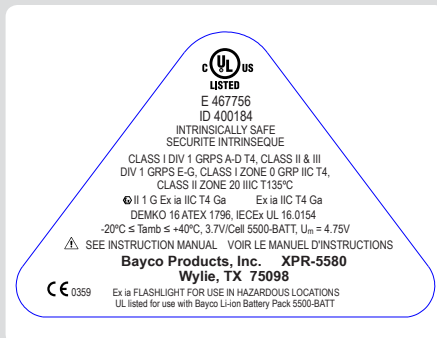 C UL US
LISTED
E 467756
ID 400184
INTRINSICALLY SAFE
SECURITE INTRINSEQUE
CLASS I DIV 1 GRPS A-D T4, CLASS II & III
DIV 1 GRPS E-G, CLASS I ZONE 0 GRP IIC T4,
CLASS II ZONE 20 IIIC T135ºC
Ex II 1 G Ex ia IIC T4 Ga Ex ia IIC T4 Ga
DEMKO 16 ATEX 1796, IECEx UL 16.0154
-20ºC ≤ Tamb ≤ +40ºC, 3.7V/Cell 5500-BATT, Um = 4.75V
SEE INSTRUCTION MANUAL VOIR LE MANUEL D'INSTRUCTIONS
Bayco Products, Inc. XPR-5580
Wylie, TX 75098
CE 0359 Ex ia FLASHLIGHT FOR USE IN HAZARDOUS LOCATIONS
UL listed for use with Bayco Li-ion Battery Pack 5500-BATT